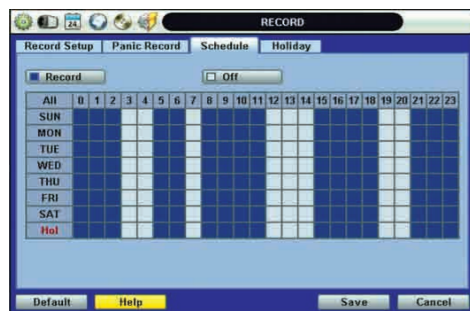 24
RECORD
Record Setup Panic Record Schedule Holiday
Record Off
All 0 1 2 3 4 5 6 7 8 9 10 11 12 13 14 15 16 17 18 19 20 21 22 23
SUN
MON
TUE
WED
THU
FRI
SAT
Hol
Default Help Save Cancel